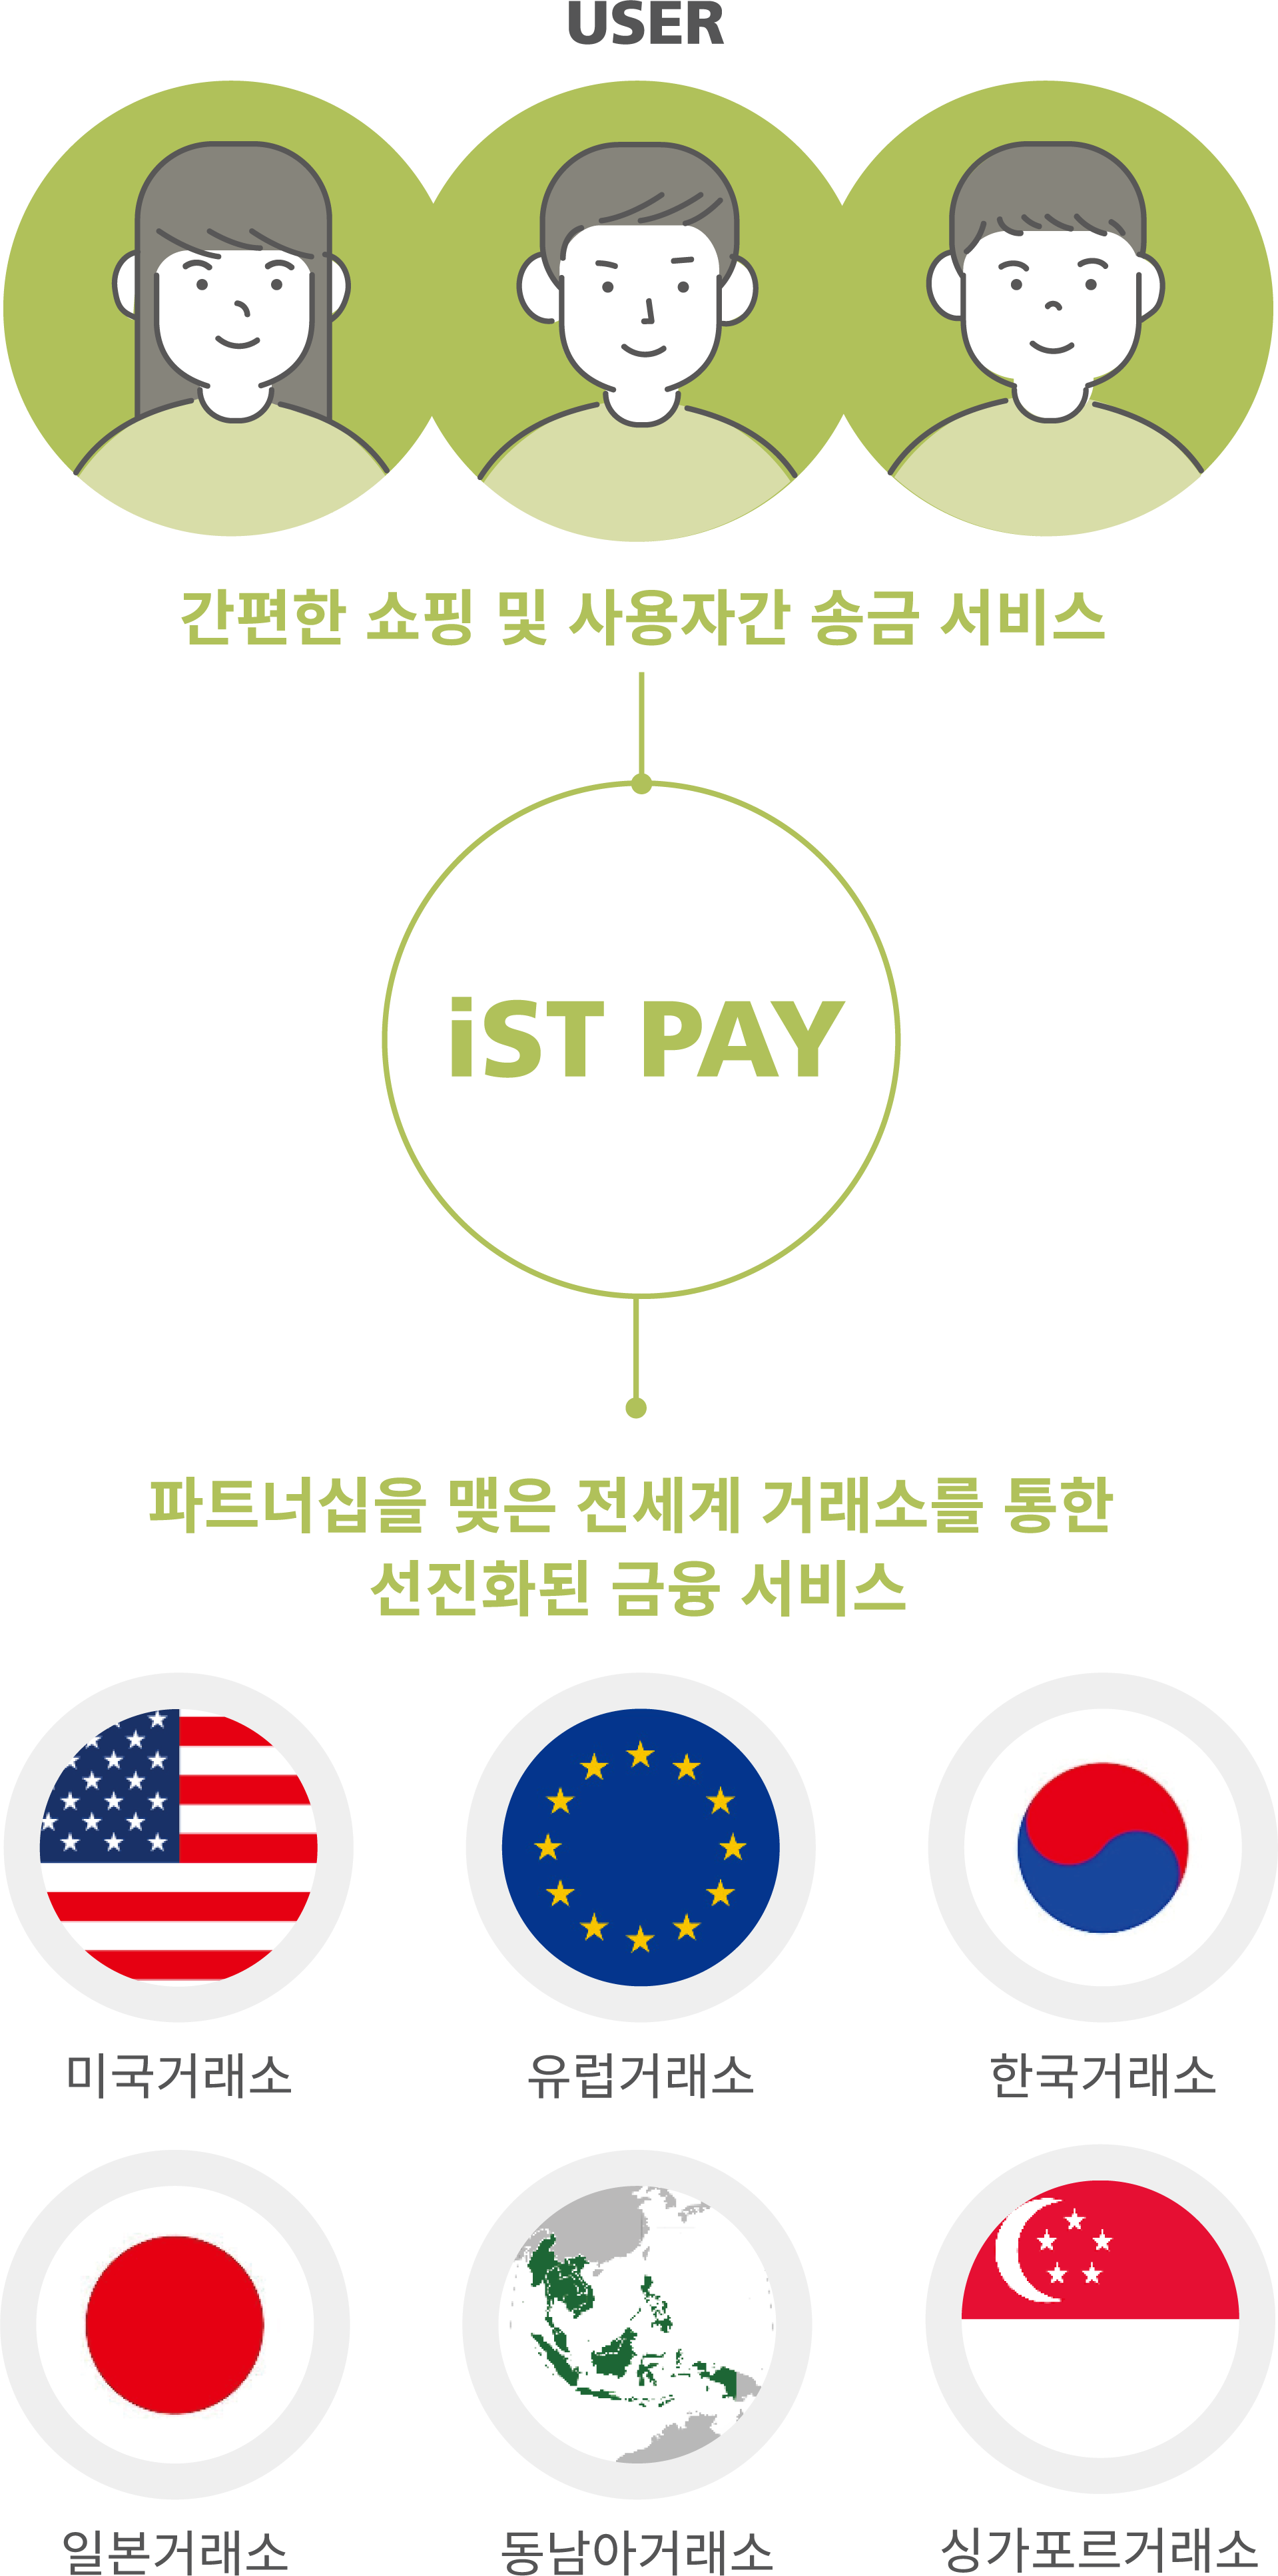 USER
간편한 쇼핑 및 사용자간 송금 서비스
iST PAY
파트너십을 맺은 전세계 거래소를 통한
선진화된 금융 서비스
미국거래소
유럽거래소
한국거래소
일본거래소
동남아거래소
싱가포르거래소